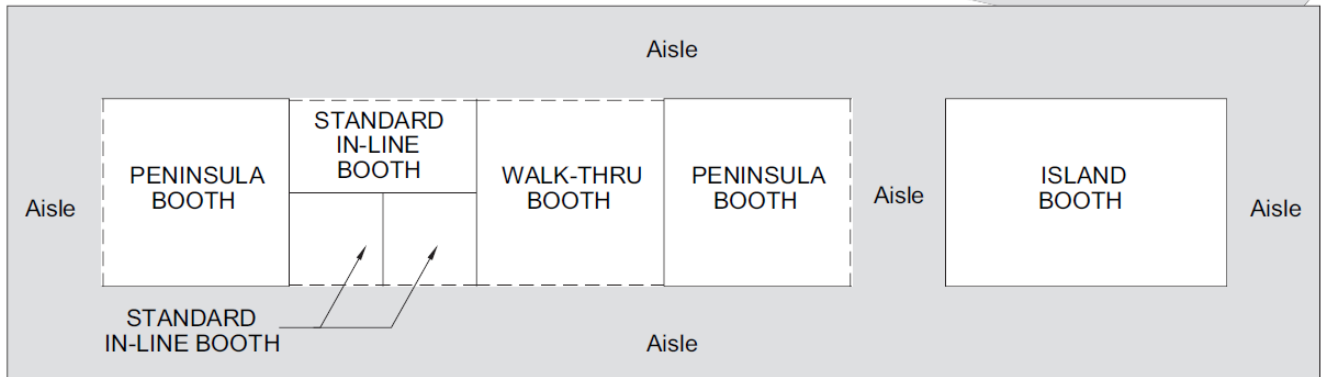 Aisle
STANDARD
IN-LINE
BOOTH
PENINSULA
BOOTH
WALK-THRU
BOOTH
PENINSULA
BOOTH
ISLAND
BOOTH
Aisle
Aisle
Aisle
STANDARD
IN-LINE BOOTH
Aisle